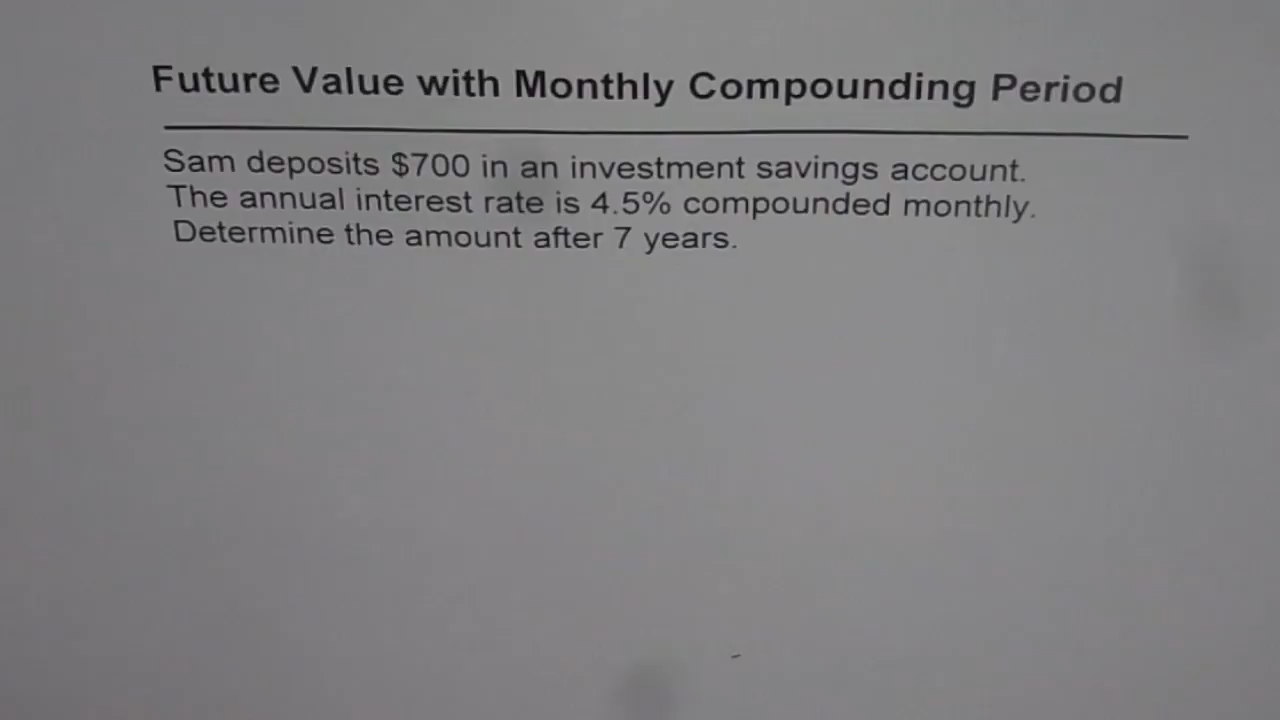 Future Value with Monthly Compounding Period
Sam deposits $700 in an investment savings account.
The annual interest rate is 4.5% compounded monthly.
Determine the amount after 7 years.